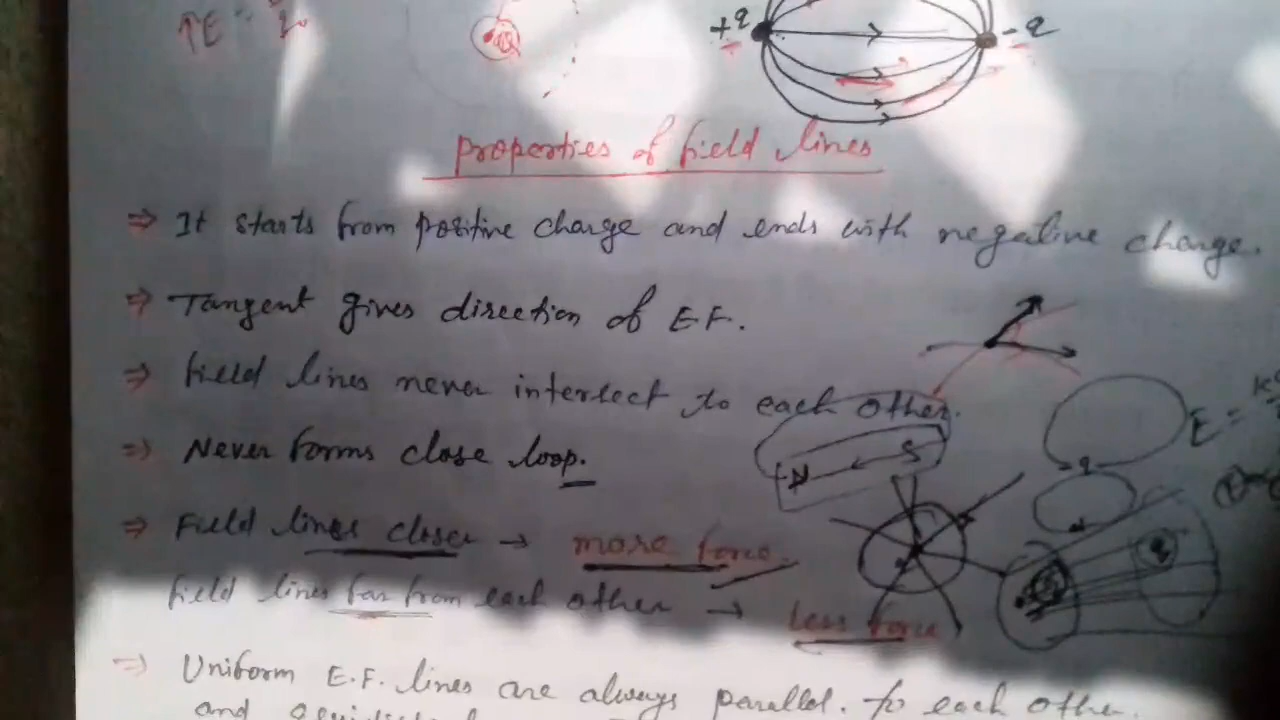 ↑E = 
+q -q
properties of field lines
⇒ It starts from positive charge and ends with negative charge.
⇒ Tangent gives direction of E.F.
⇒ field lines never intersect to each other.
⇒ Never forms close loop.
N S
-q
E = k
⇒ Field lines closer → more force.
q
field lines far from each other → less force
⇒ Uniform E.F. lines are always parallel. to each other.
and